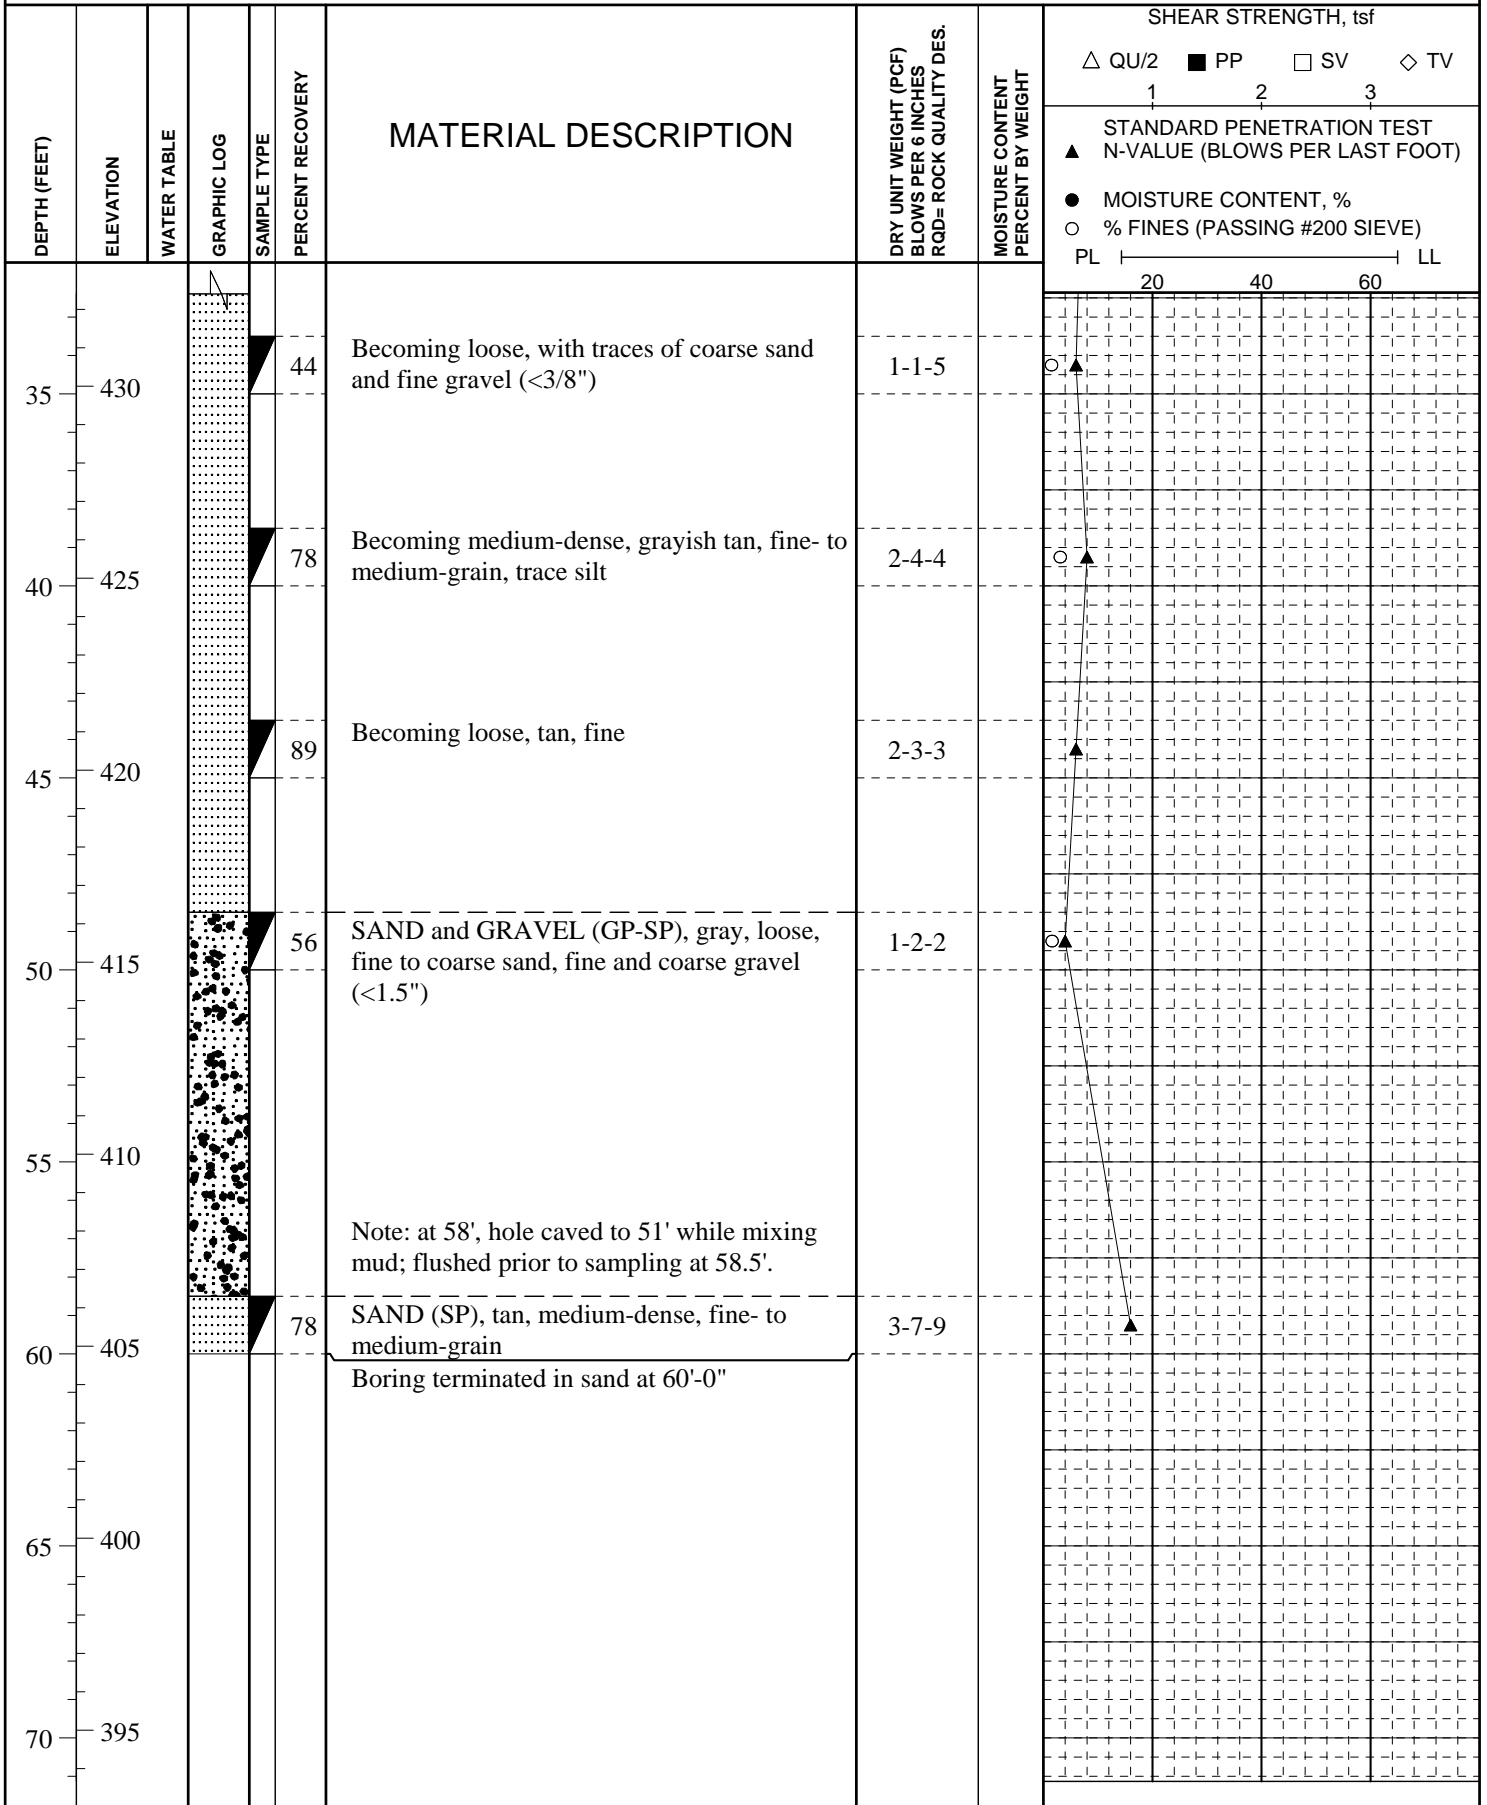 SHEAR STRENGTH, tsf
△ QU/2 ■ PP □ SV ◇ TV
1 2 3
STANDARD PENETRATION TEST
▲ N-VALUE (BLOWS PER LAST FOOT)
● MOISTURE CONTENT, %
○ % FINES (PASSING #200 SIEVE)
PL LL
20 40 60
DEPTH (FEET)
ELEVATION
WATER TABLE
GRAPHIC LOG
SAMPLE TYPE
PERCENT RECOVERY
MATERIAL DESCRIPTION
DRY UNIT WEIGHT (PCF)
BLOWS PER 6 INCHES
RQD= ROCK QUALITY DES.
MOISTURE CONTENT
PERCENT BY WEIGHT
44 Becoming loose, with traces of coarse sand 1-1-5
and fine gravel (<3/8")
35 430
78 Becoming medium-dense, grayish tan, fine- to 2-4-4
medium-grain, trace silt
40 425
89 Becoming loose, tan, fine 2-3-3
45 420
56 SAND and GRAVEL (GP-SP), gray, loose, 1-2-2
fine to coarse sand, fine and coarse gravel
50 415
(<1.5")
55 410
Note: at 58', hole caved to 51' while mixing
mud; flushed prior to sampling at 58.5'.
78 SAND (SP), tan, medium-dense, fine- to 3-7-9
medium-grain
60 405
Boring terminated in sand at 60'-0"
65 400
70 395